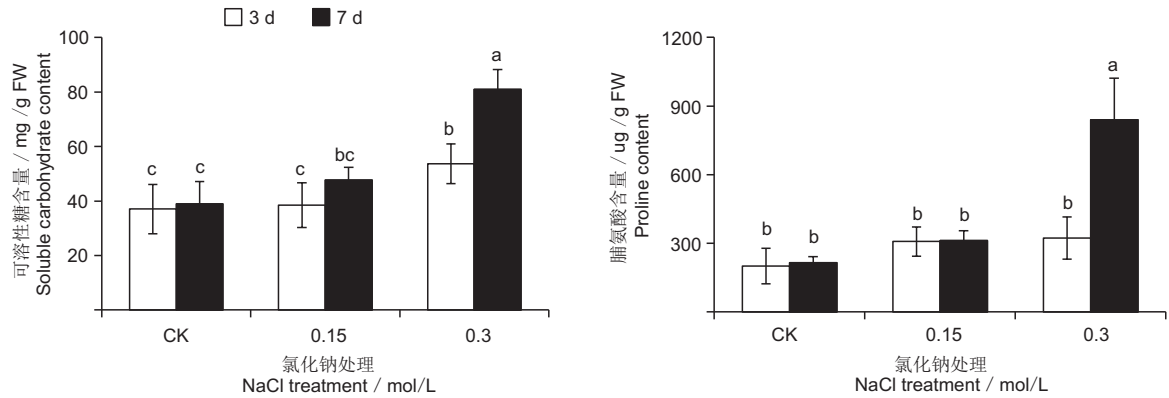 3 d
7 d
100
80
60
40
20
可溶性糖含量 / mg /g FW
Soluble carbohydrate content
c
c
c
bc
b
a
CK
0.15
0.3
氯化钠处理
NaCl treatment / mol/L
1200
900
600
300
脯氨酸含量 / ug /g FW
Proline content
b
b
b
b
b
a
CK
0.15
0.3
氯化钠处理
NaCl treatment / mol/L